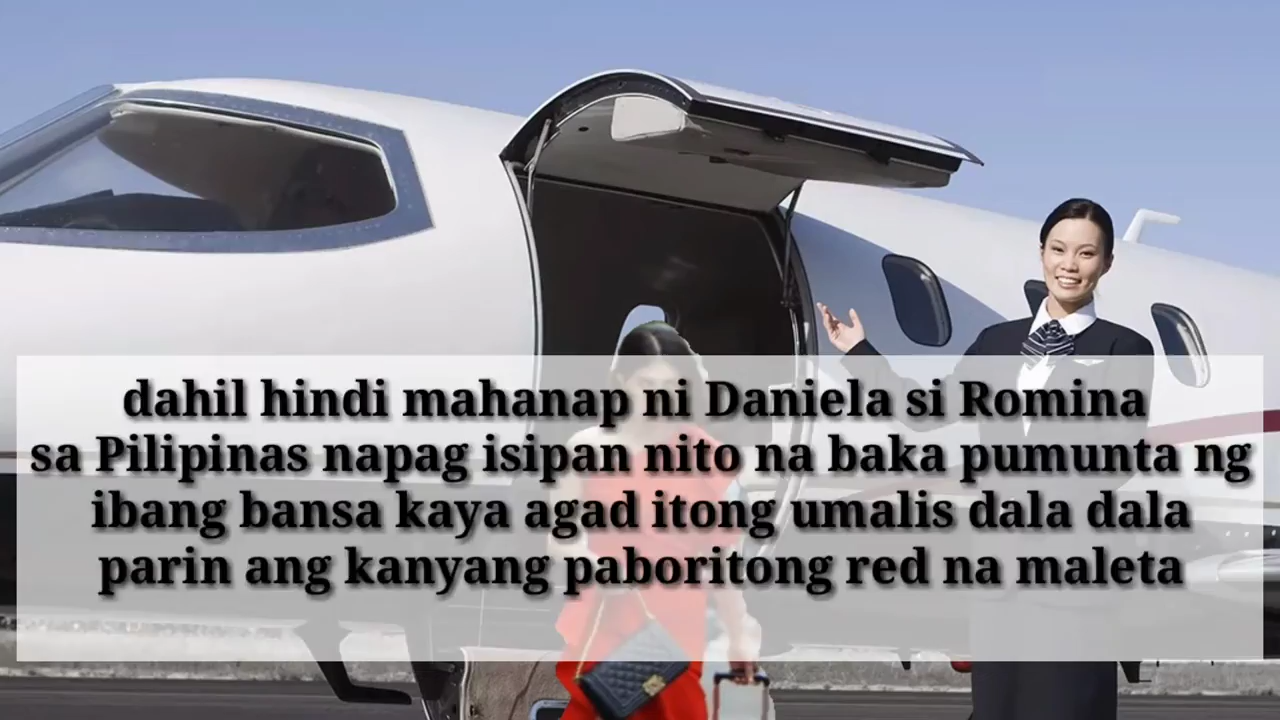 dahil hindi mahanap ni Daniela si Romina
sa Pilipinas napag isipan nito na baka pumunta ng
ibang bansa kaya agad itong umalis dala dala
parin ang kanyang paboritong red na maleta